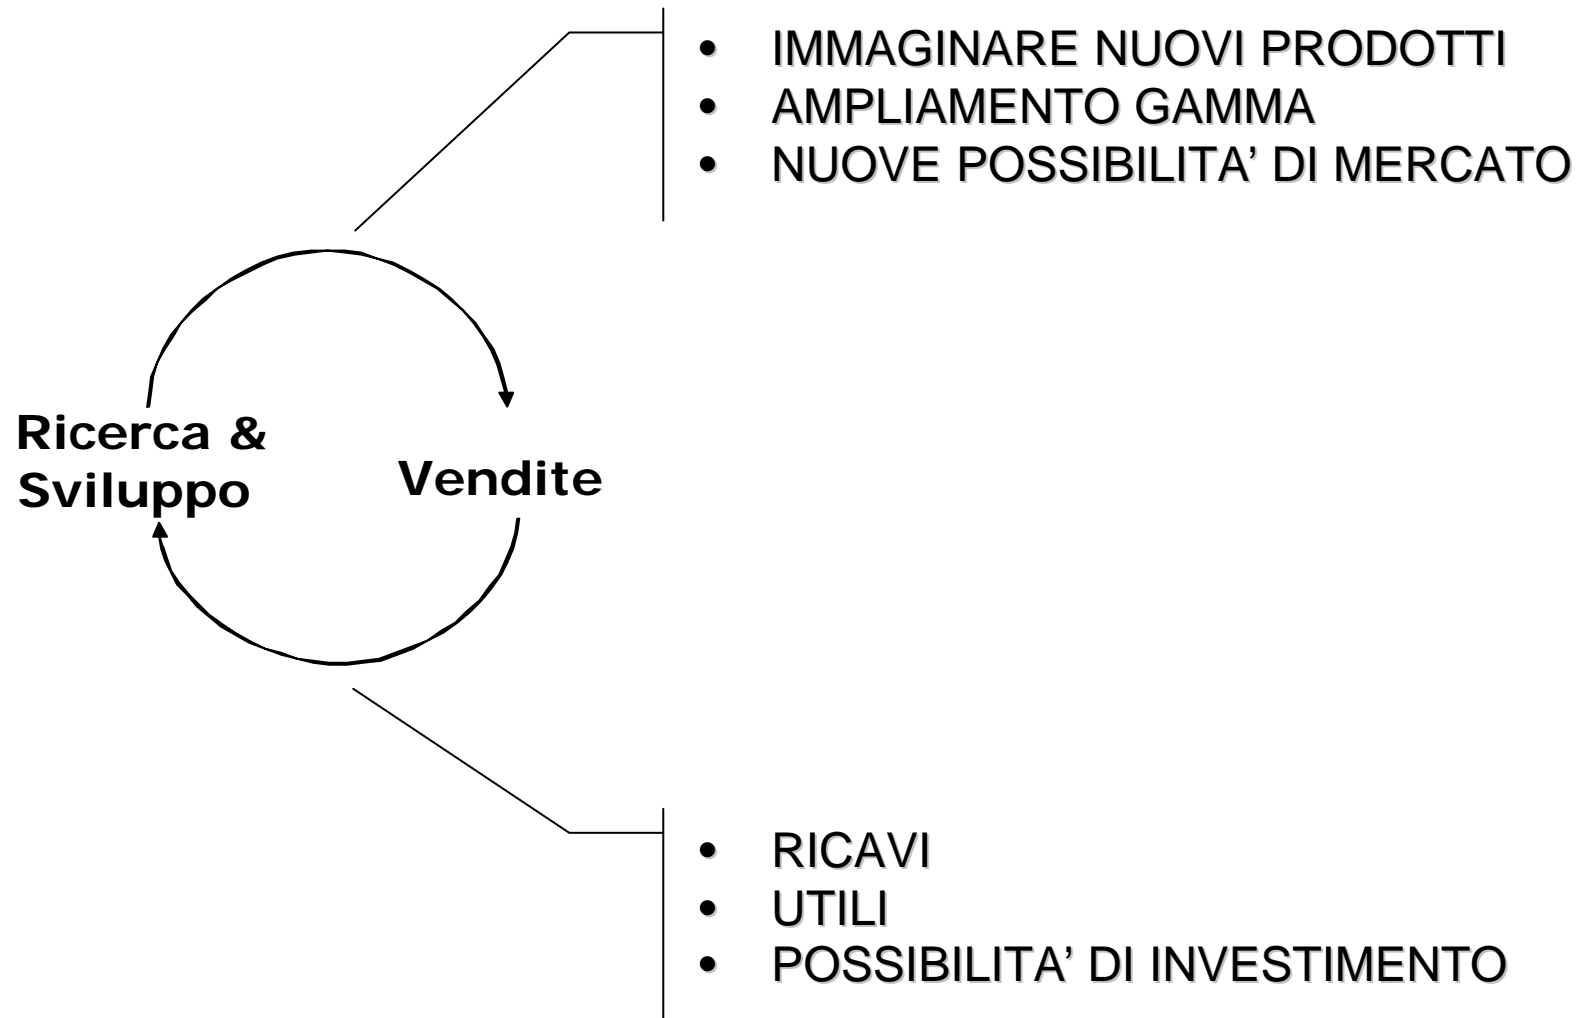 • IMMAGINARE NUOVI PRODOTTI
• AMPLIAMENTO GAMMA
• NUOVE POSSIBILITA’ DI MERCATO
Ricerca &
Sviluppo
Vendite
• RICAVI
• UTILI
• POSSIBILITA’ DI INVESTIMENTO